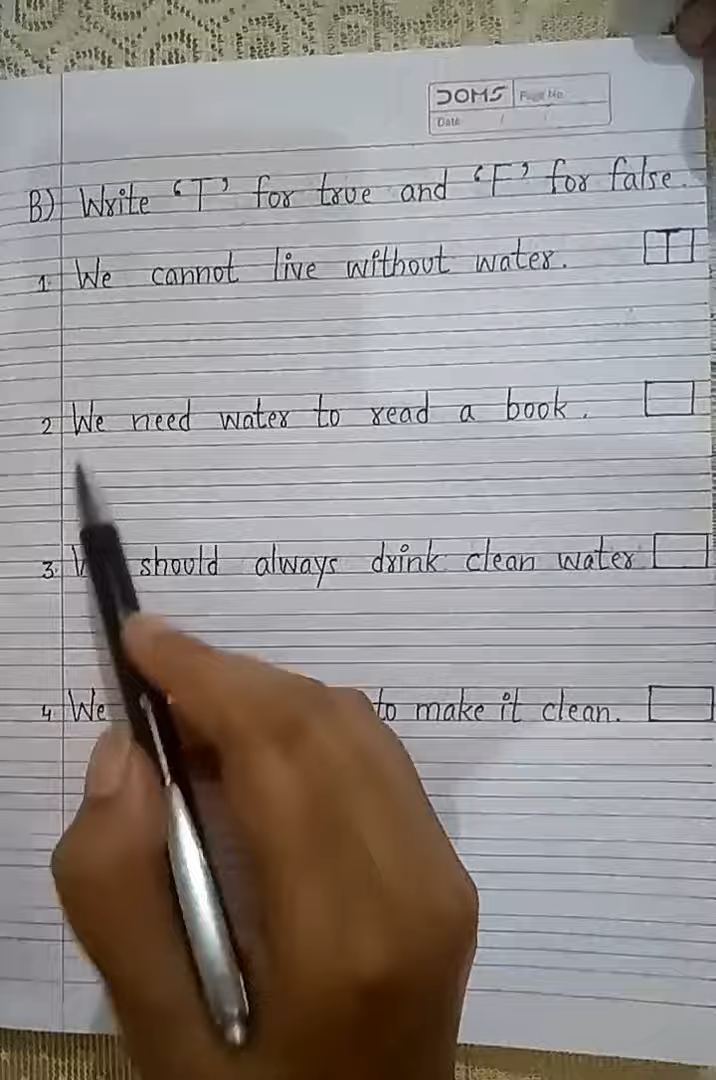 DOMS
Page No
Date / /
B) Write 'T' for true and 'F' for false.
1. We cannot live without water. T
2 We need water to read a book.
3. should always drink clean water
4. We to make it clean.